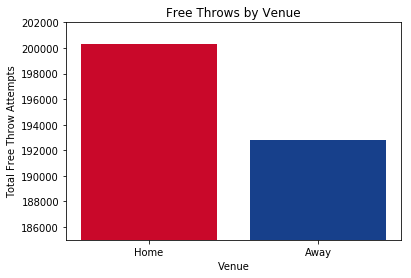 Free Throws by Venue
Total Free Throw Attempts
202000
200000
198000
196000
194000
192000
190000
188000
186000
Home
Away
Venue